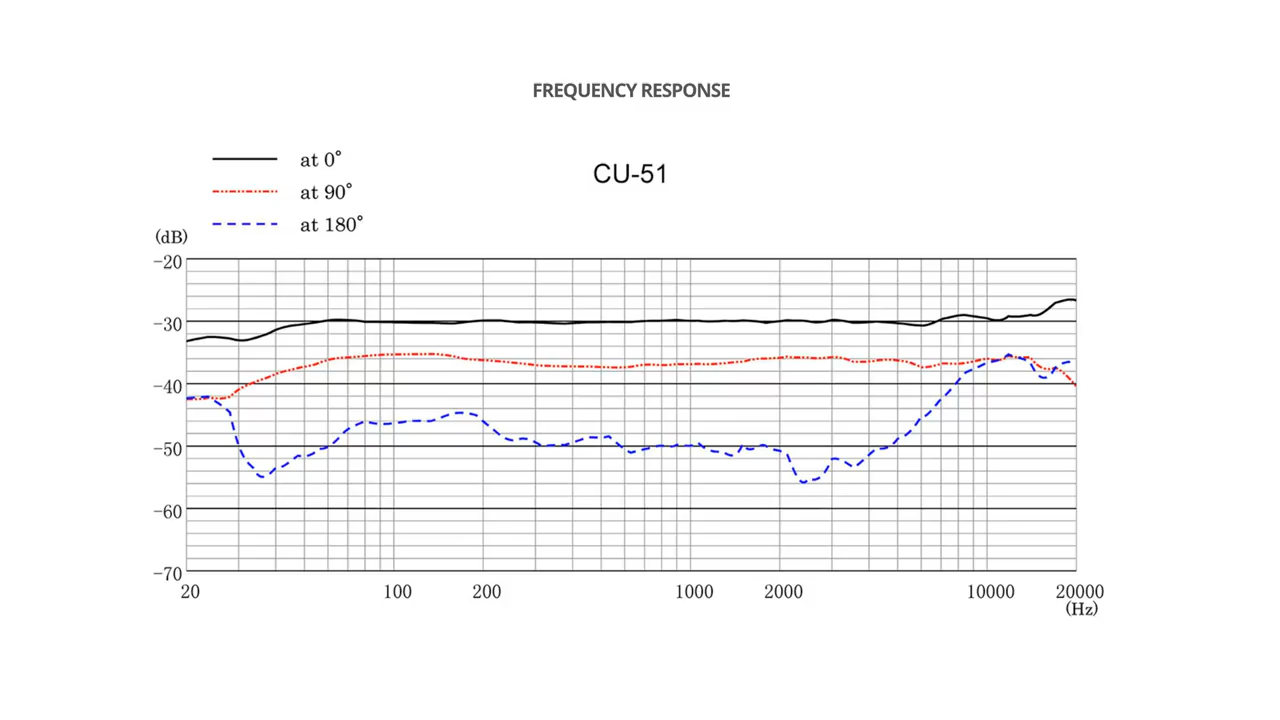 FREQUENCY RESPONSE
at 0°
CU-51
at 90°
at 180°
(dB)
-20
-30
-40
-50
-60
-70
20 100 200 1000 2000 10000 20000
(Hz)